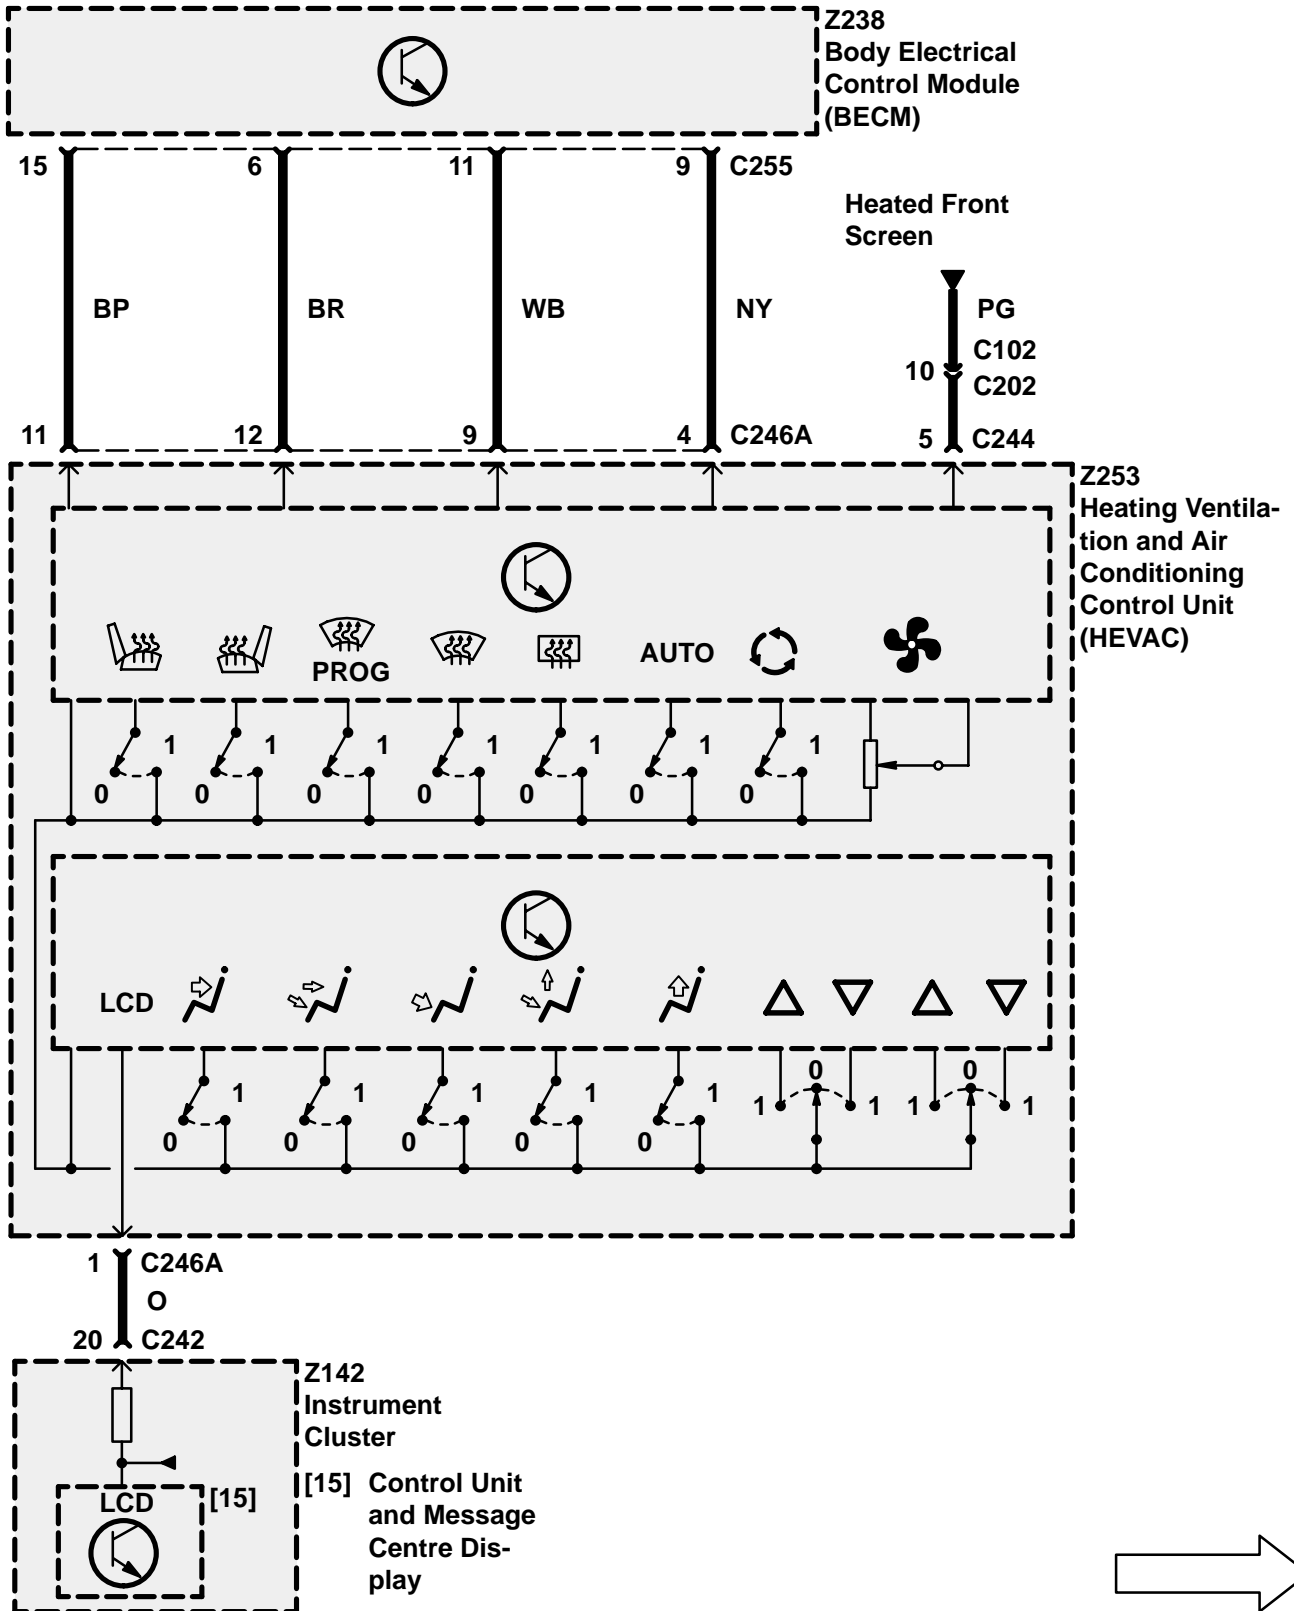 Z238
Body Electrical
Control Module
(BECM)
15 6 11 9 C255
Heated Front
Screen
BP BR WB NY PG
C102
10
C202
11 12 9 4 C246A 5 C244
Z253
Heating Ventila-
tion and Air
Conditioning
Control Unit
(HEVAC)
PROG AUTO
1 1 1 1 1 1 1
0 0 0 0 0 0 0
LCD
0 0
1 1 1 1 1 1 1 1 1
0 0 0 0 0
1 C246A
O
20 C242
Z142
Instrument
Cluster
[15] Control Unit
and Message
Centre Dis-
play
LCD [15]